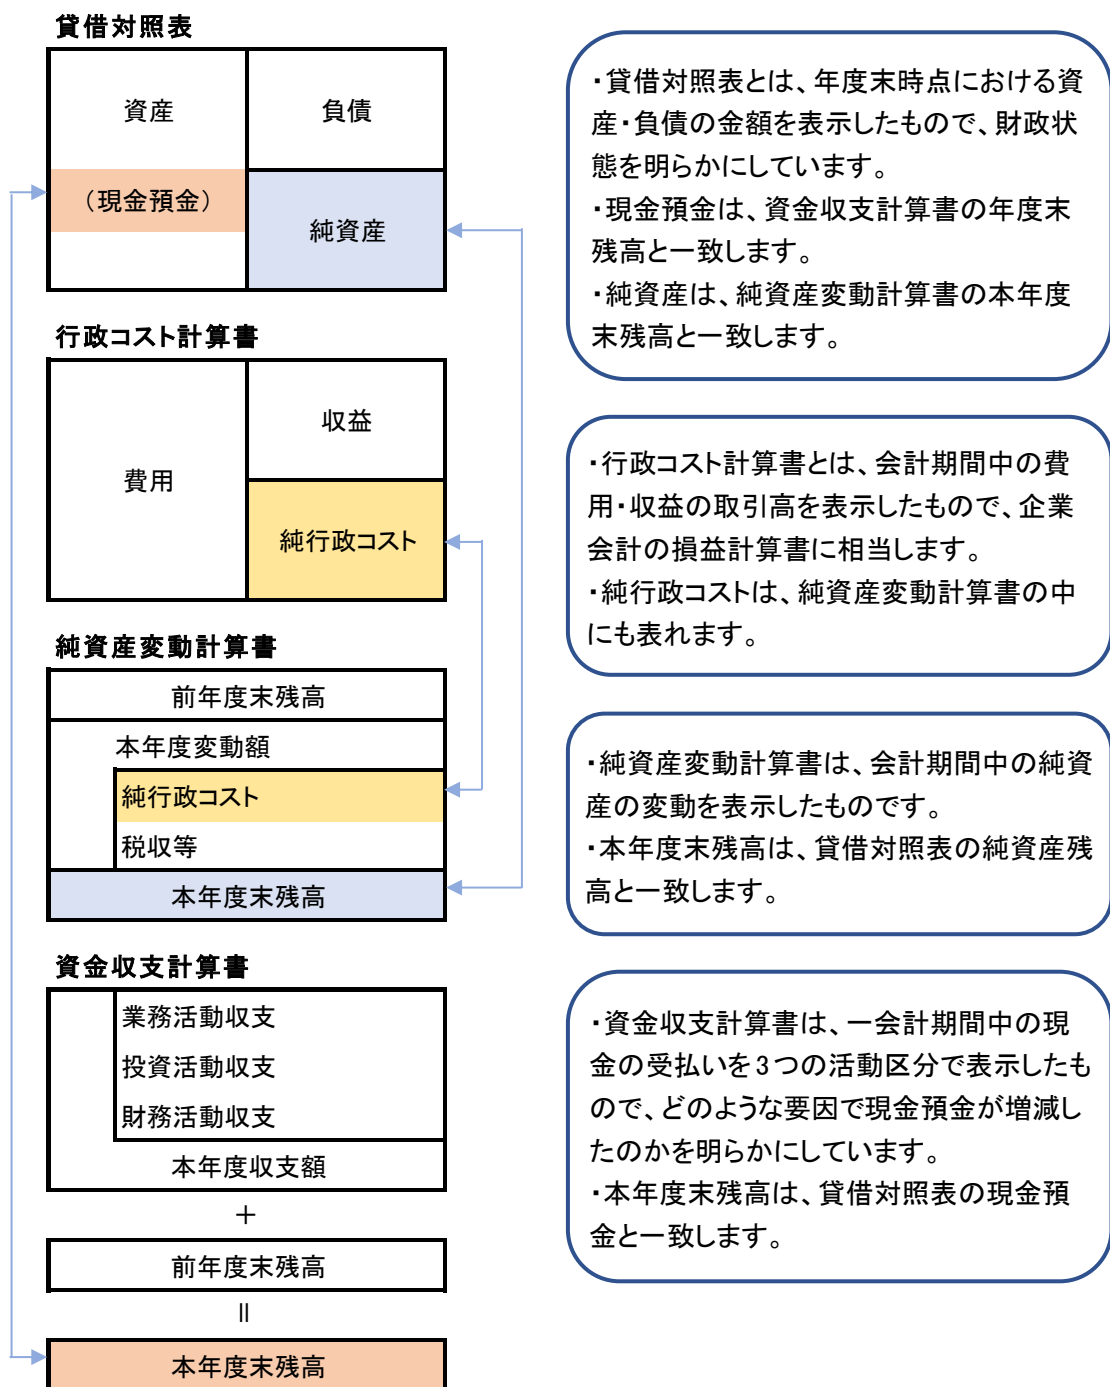 貸借対照表
資産
負債
（現金預金）
純資産
・貸借対照表とは、年度末時点における資
産・負債の金額を表示したもので、財政状
態を明らかにしています。
・現金預金は、資金収支計算書の年度末
残高と一致します。
・純資産は、純資産変動計算書の本年度
末残高と一致します。
行政コスト計算書
費用
収益
純行政コスト
・行政コスト計算書とは、会計期間中の費
用・収益の取引高を表示したもので、企業
会計の損益計算書に相当します。
・純行政コストは、純資産変動計算書の中
にも表れます。
純資産変動計算書
前年度末残高
本年度変動額
純行政コスト
税収等
本年度末残高
・純資産変動計算書は、会計期間中の純資
産の変動を表示したものです。
・本年度末残高は、貸借対照表の純資産残
高と一致します。
資金収支計算書
業務活動収支
投資活動収支
財務活動収支
本年度収支額
＋
前年度末残高
＝
本年度末残高
・資金収支計算書は、一会計期間中の現
金の受払いを3つの活動区分で表示したも
ので、どのような要因で現金預金が増減し
たのかを明らかにしています。
・本年度末残高は、貸借対照表の現金預
金と一致します。